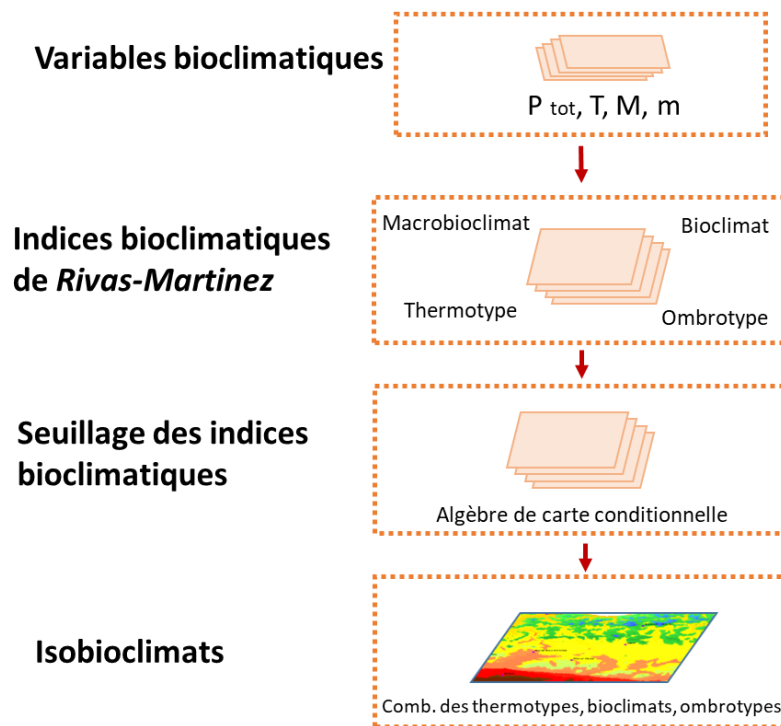 Variables bioclimatiques
P tot, T, M, m
Indices bioclimatiques
de Rivas-Martinez
Macrobioclimat
Bioclimat
Thermotype
Ombrotype
Seuillage des indices
bioclimatiques
Algèbre de carte conditionnelle
Isobioclimats
Comb. des thermotypes, bioclimats, ombrotypes